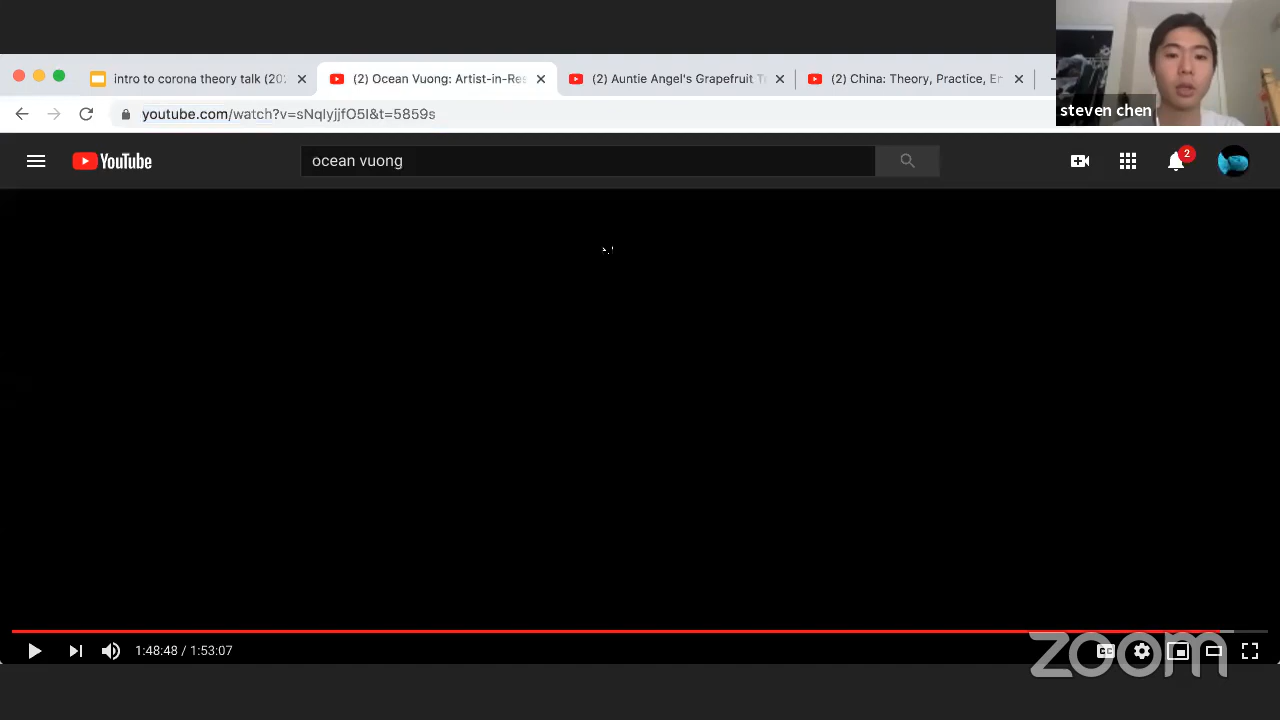 intro to corona theory talk (20
(2) Ocean Vuong: Artist-in-Res
(2) Auntie Angel's Grapefruit T
(2) China: Theory, Practice, Er
steven chen
youtube.com/watch?v=sNqIyjjfO5I&t=5859s
YouTube
ocean vuong
2
1:48:48 / 1:53:07
CC
zoom